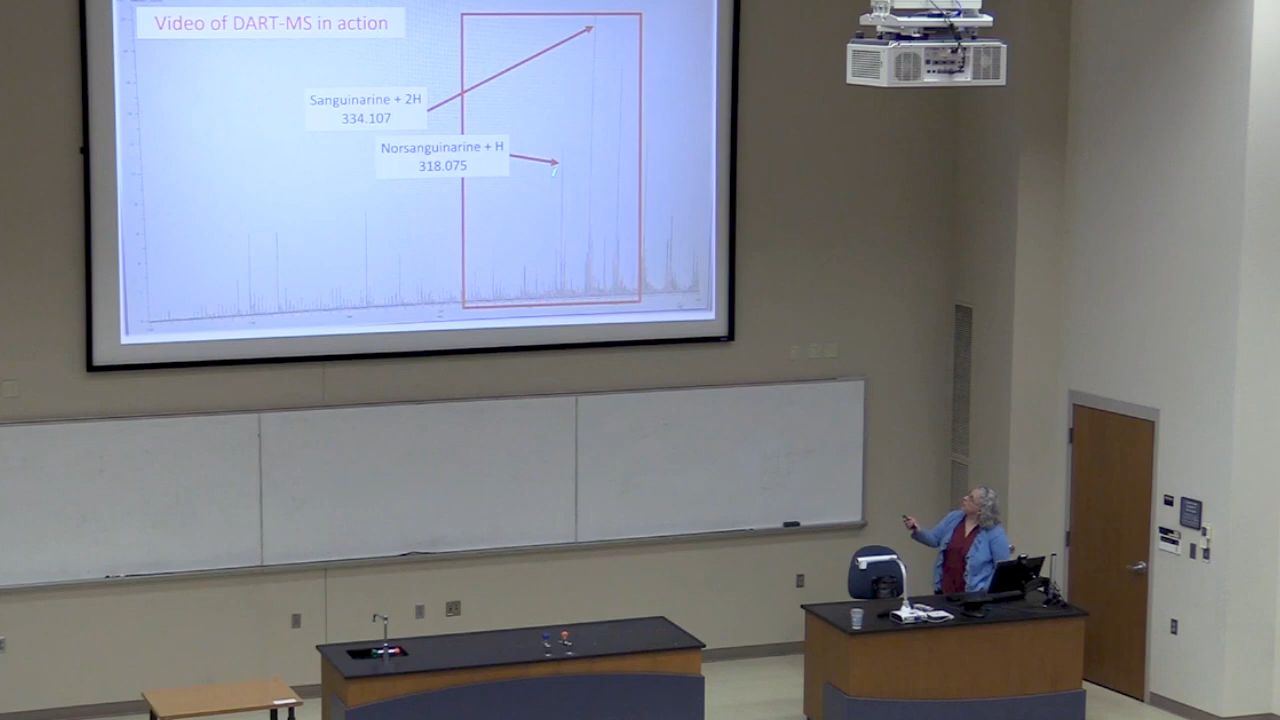 Video of DART-MS in action
Sanguinarine + 2H
334.107
Norsanguinarine + H
318.075